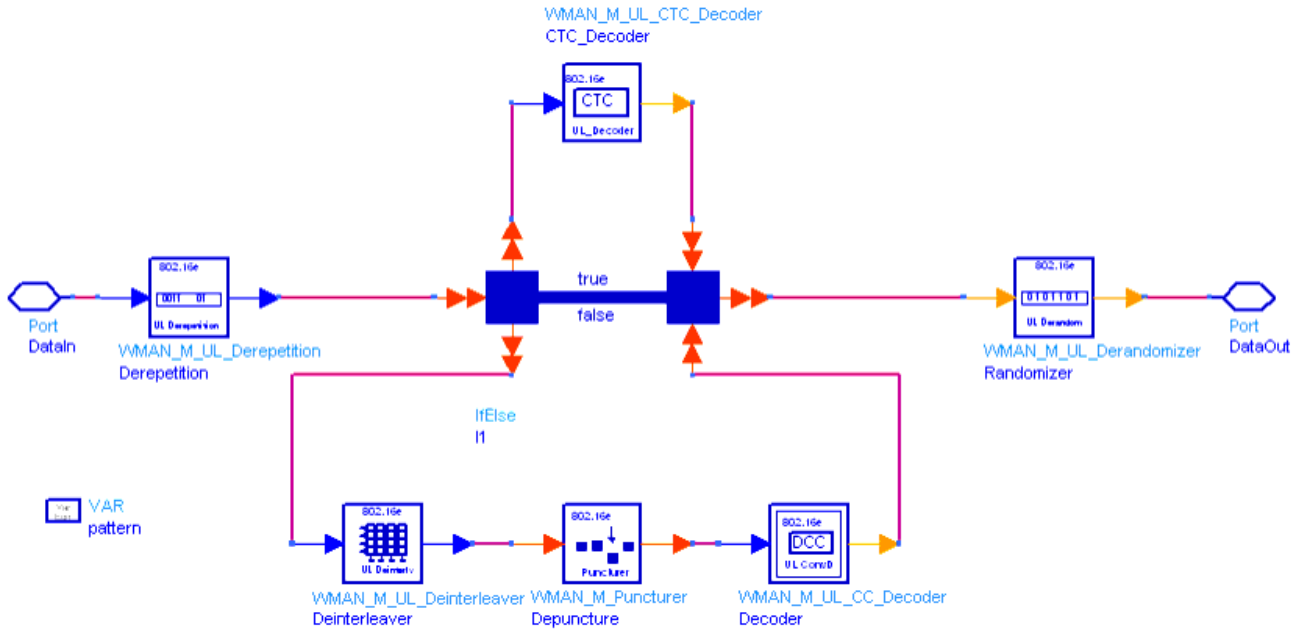 WMAN_M_UL_CTC_Decoder
CTC_Decoder
802.16e
CTC
UL_Decoder
802.16e
0011 01
UL Derepetition
true
false
802.16e
0101101
UL Derandom
Port
DataIn
WMAN_M_UL_Derepetition
Derepetition
WMAN_M_UL_Derandomizer
Randomizer
Port
DataOut
IfElse
I1
VAR
pattern
802.16e
UL Deinterlv
802.16e
Puncturer
802.16e
DCC
UL ConvD
WMAN_M_UL_Deinterleaver
Deinterleaver
WMAN_M_Puncturer
Depuncture
WMAN_M_UL_CC_Decoder
Decoder